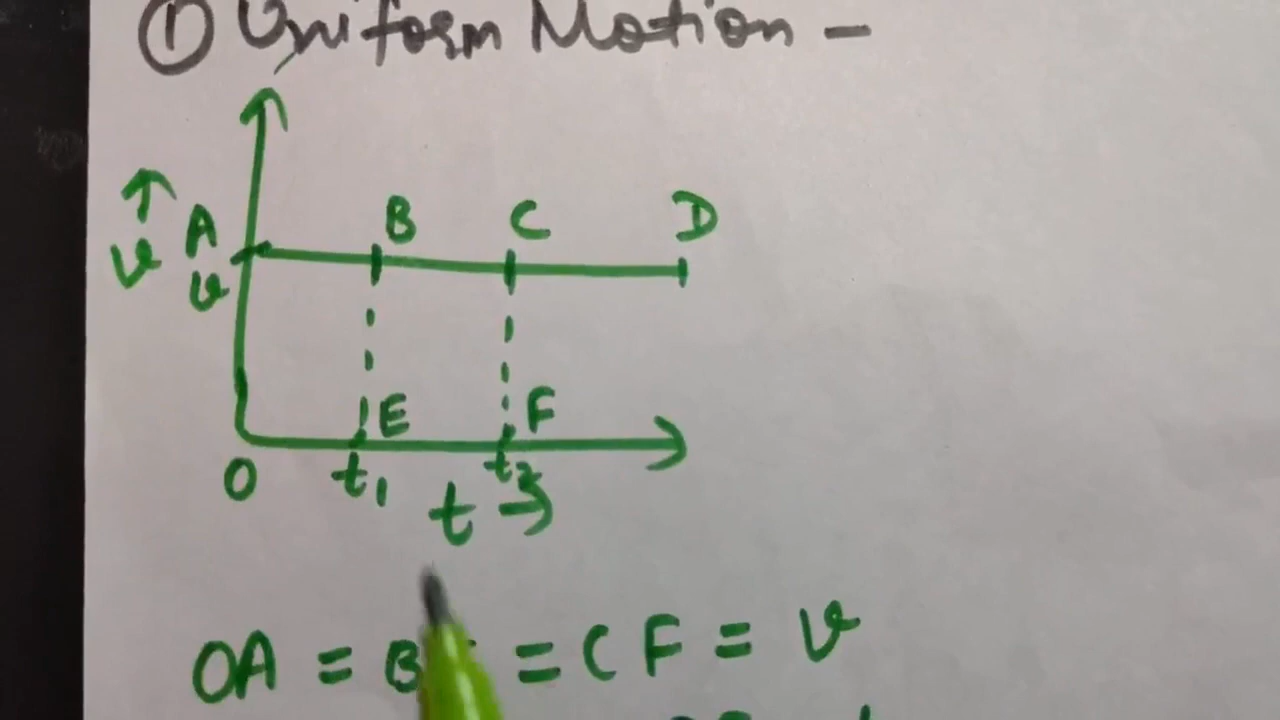 ① Uniform Motion –
↑
B C D
A
v
v
E F
O t₁ t₂
t →
OA = B = CF = v